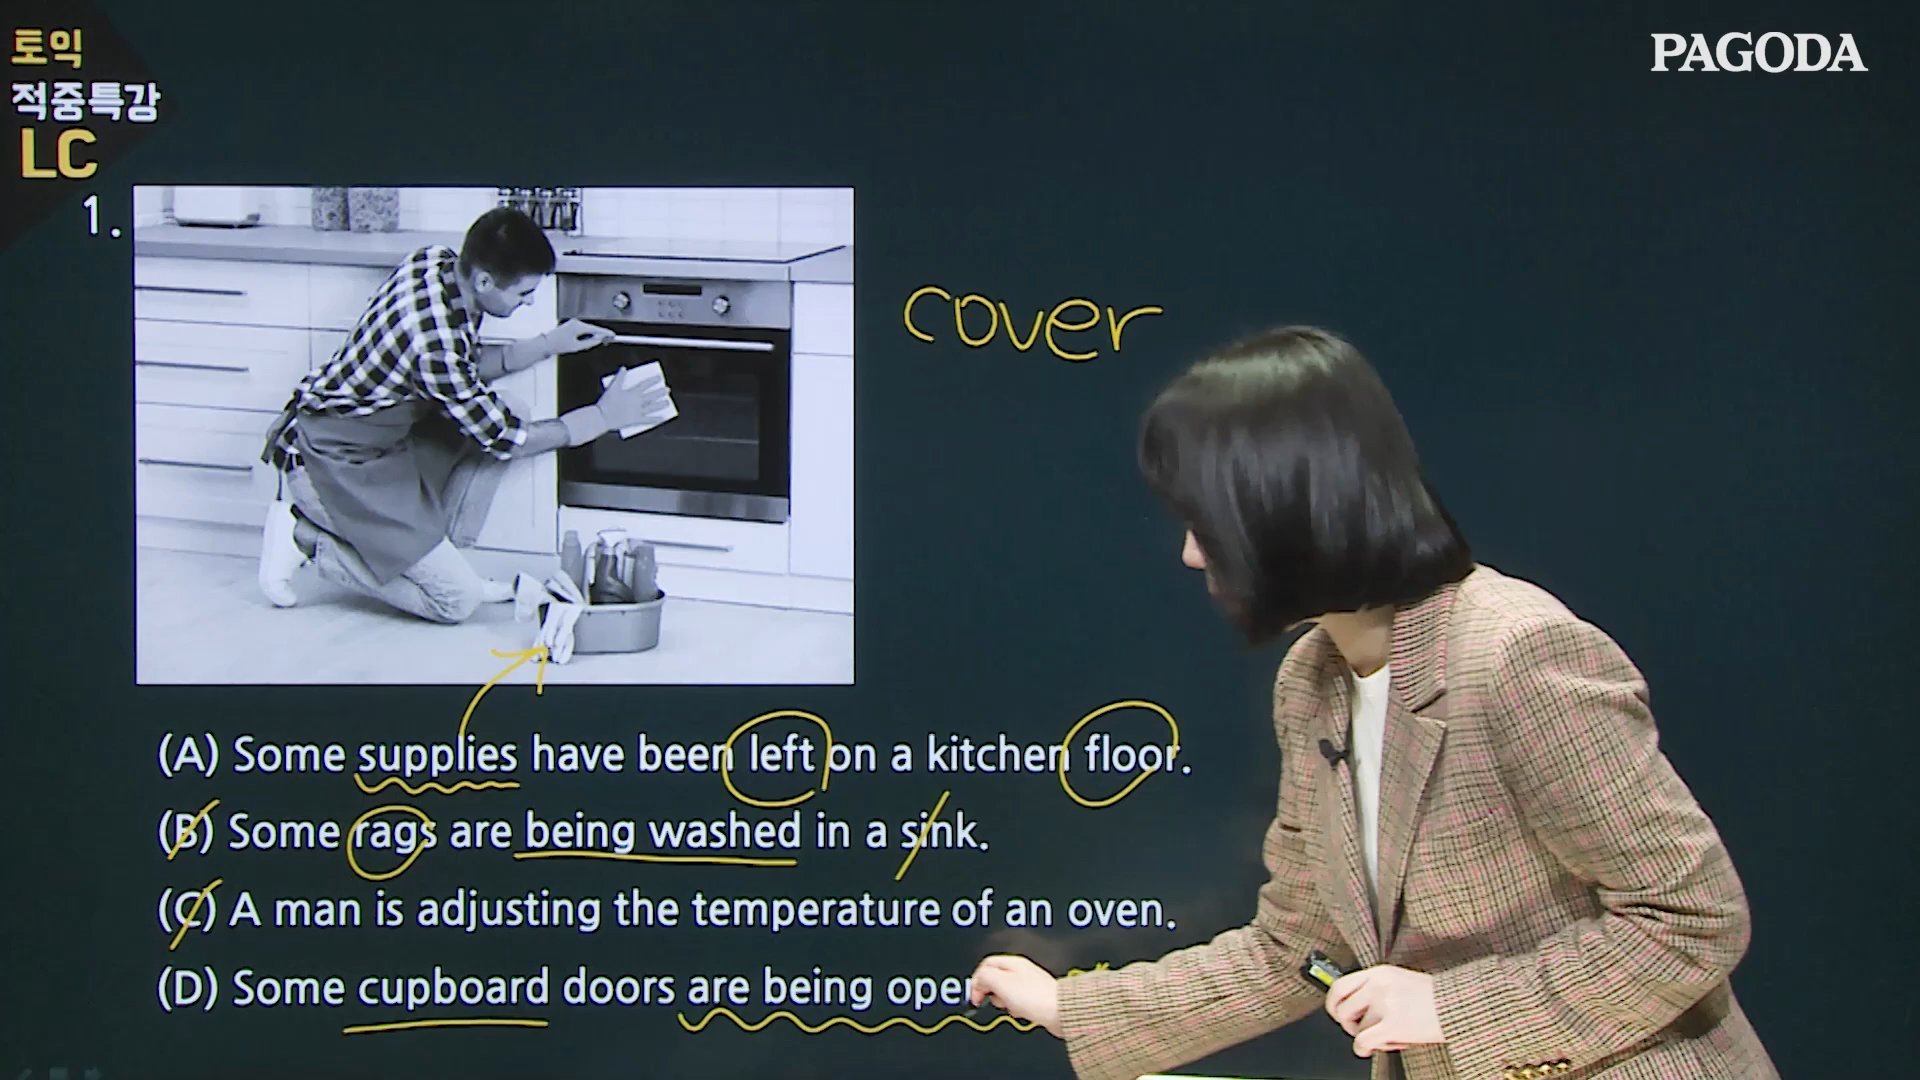 토익
적중특강
LC
PAGODA
1.
cover
(A) Some supplies have been left on a kitchen floor.
(B) Some rags are being washed in a sink.
(C) A man is adjusting the temperature of an oven.
(D) Some cupboard doors are being